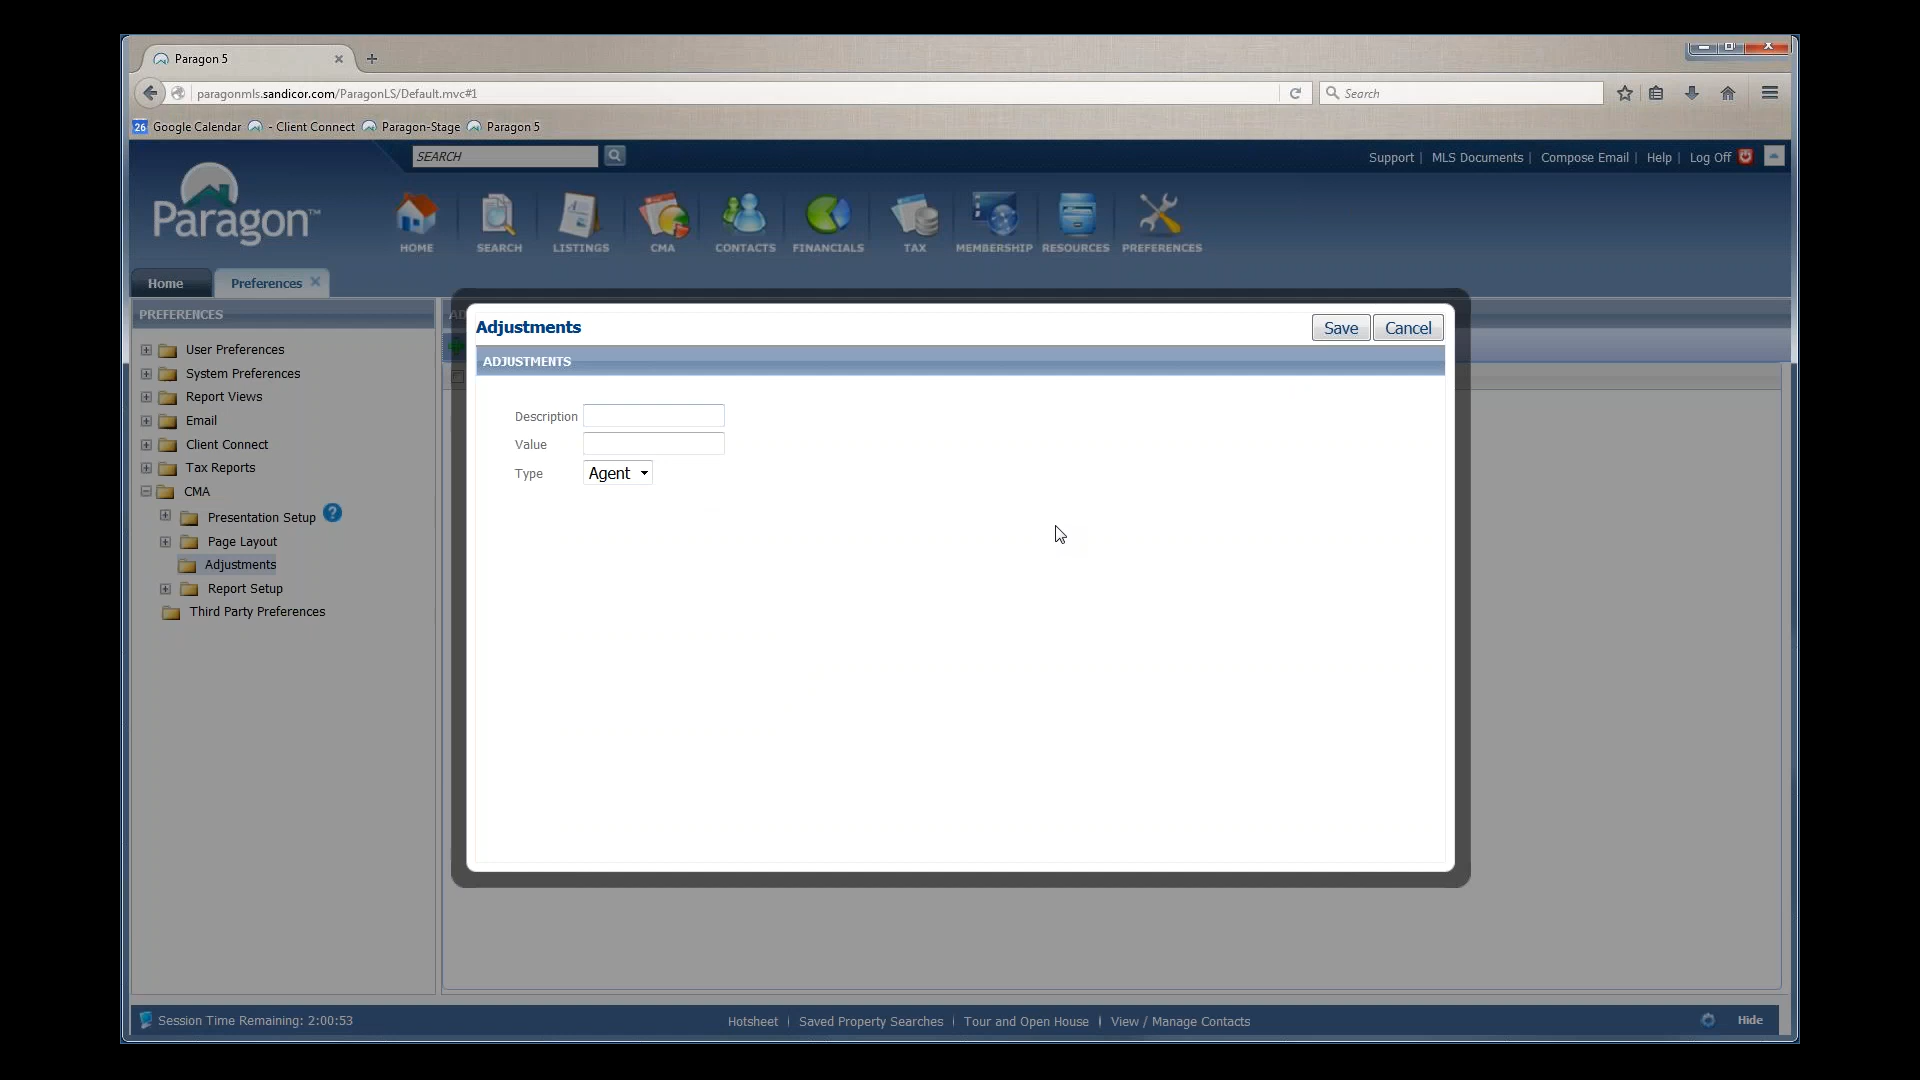 Paragon 5
paragonmls.sandicor.com/ParagonLS/Default.mvc#1
Search
26 Google Calendar - Client Connect Paragon-Stage Paragon 5
SEARCH
Support | MLS Documents | Compose Email | Help | Log Off
Paragon™
HOME SEARCH LISTINGS CMA CONTACTS FINANCIALS TAX MEMBERSHIP RESOURCES PREFERENCES
Home Preferences
PREFERENCES
User Preferences
System Preferences
Report Views
Email
Client Connect
Tax Reports
CMA
Presentation Setup ?
Page Layout
Adjustments
Report Setup
Third Party Preferences
AD
Adjustments Save Cancel
ADJUSTMENTS
Description
Value
Type Agent
Session Time Remaining: 2:00:53
Hotsheet | Saved Property Searches | Tour and Open House | View / Manage Contacts
Hide